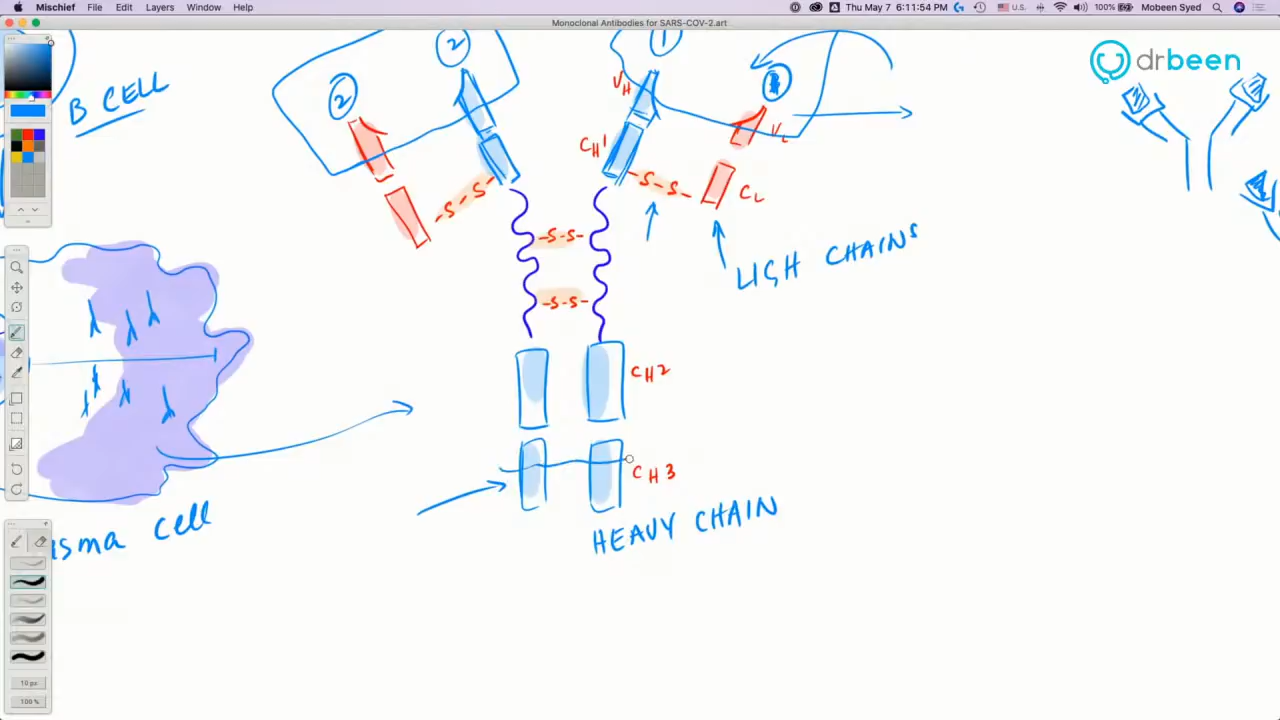 Mischief File Edit Layers Window Help U.S. 100% Thu May 7 6:11:54 PM Mobeen Syed
Monoclonal Antibodies for SARS-COV-2.art
drbeen
B CELL
2
2
1
VH
CH1
VL
CL
-S-S-
-S-S-
-S-S-
-S-S-
LIGH CHAINS
CH2
CH3
HEAVY CHAIN
asma cell
10 px
100 %